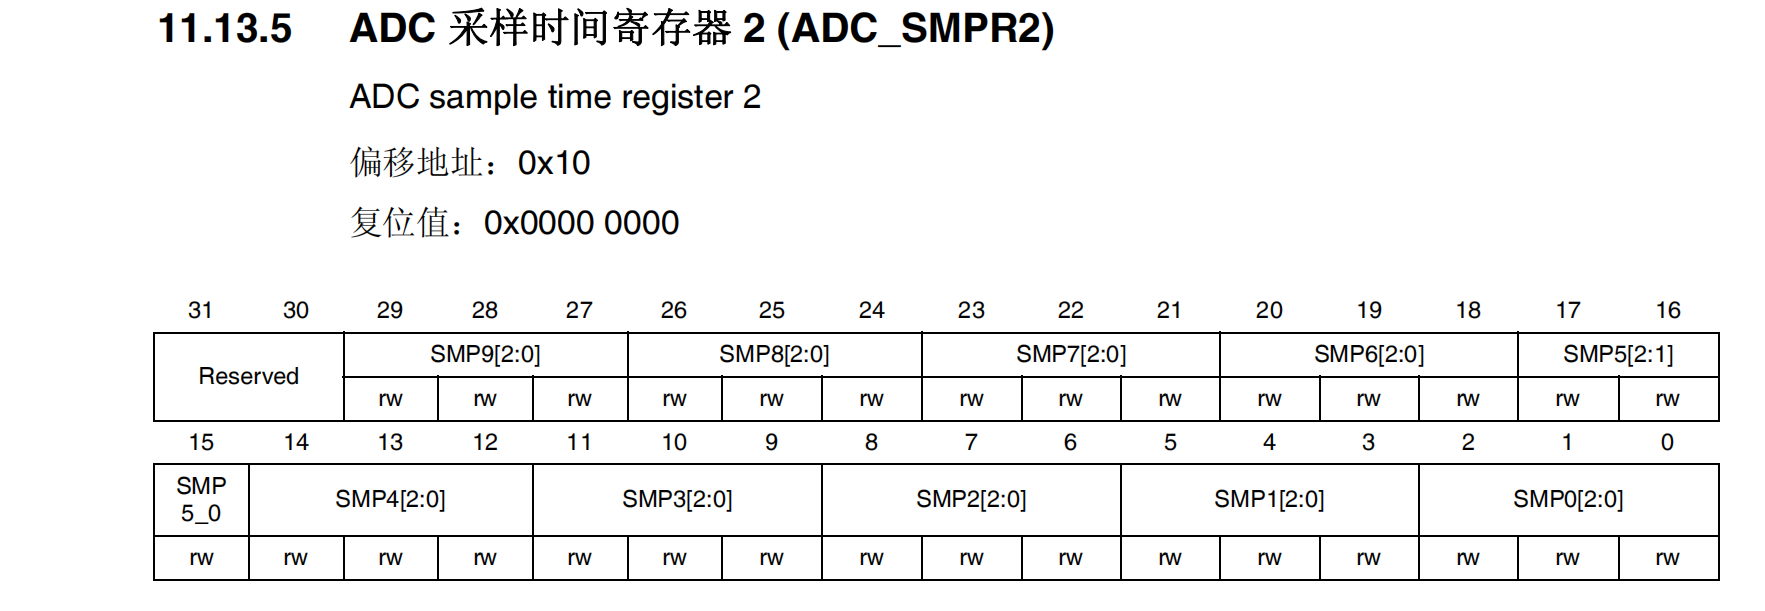 11.13.5 ADC 采样时间寄存器 2 (ADC_SMPR2)
ADC sample time register 2
偏移地址：0x10
复位值：0x0000 0000
31 30 29 28 27 26 25 24 23 22 21 20 19 18 17 16
Reserved SMP9[2:0] SMP8[2:0] SMP7[2:0] SMP6[2:0] SMP5[2:1]
rw rw rw rw rw rw rw rw rw rw rw rw rw rw
15 14 13 12 11 10 9 8 7 6 5 4 3 2 1 0
SMP
5_0 SMP4[2:0] SMP3[2:0] SMP2[2:0] SMP1[2:0] SMP0[2:0]
rw rw rw rw rw rw rw rw rw rw rw rw rw rw rw rw